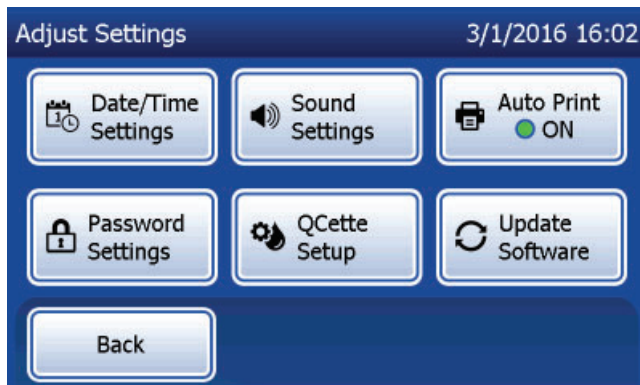 Adjust Settings 3/1/2016 16:02
Date/Time
Settings
Sound
Settings
Auto Print
ON
Password
Settings
QCette
Setup
Update
Software
Back